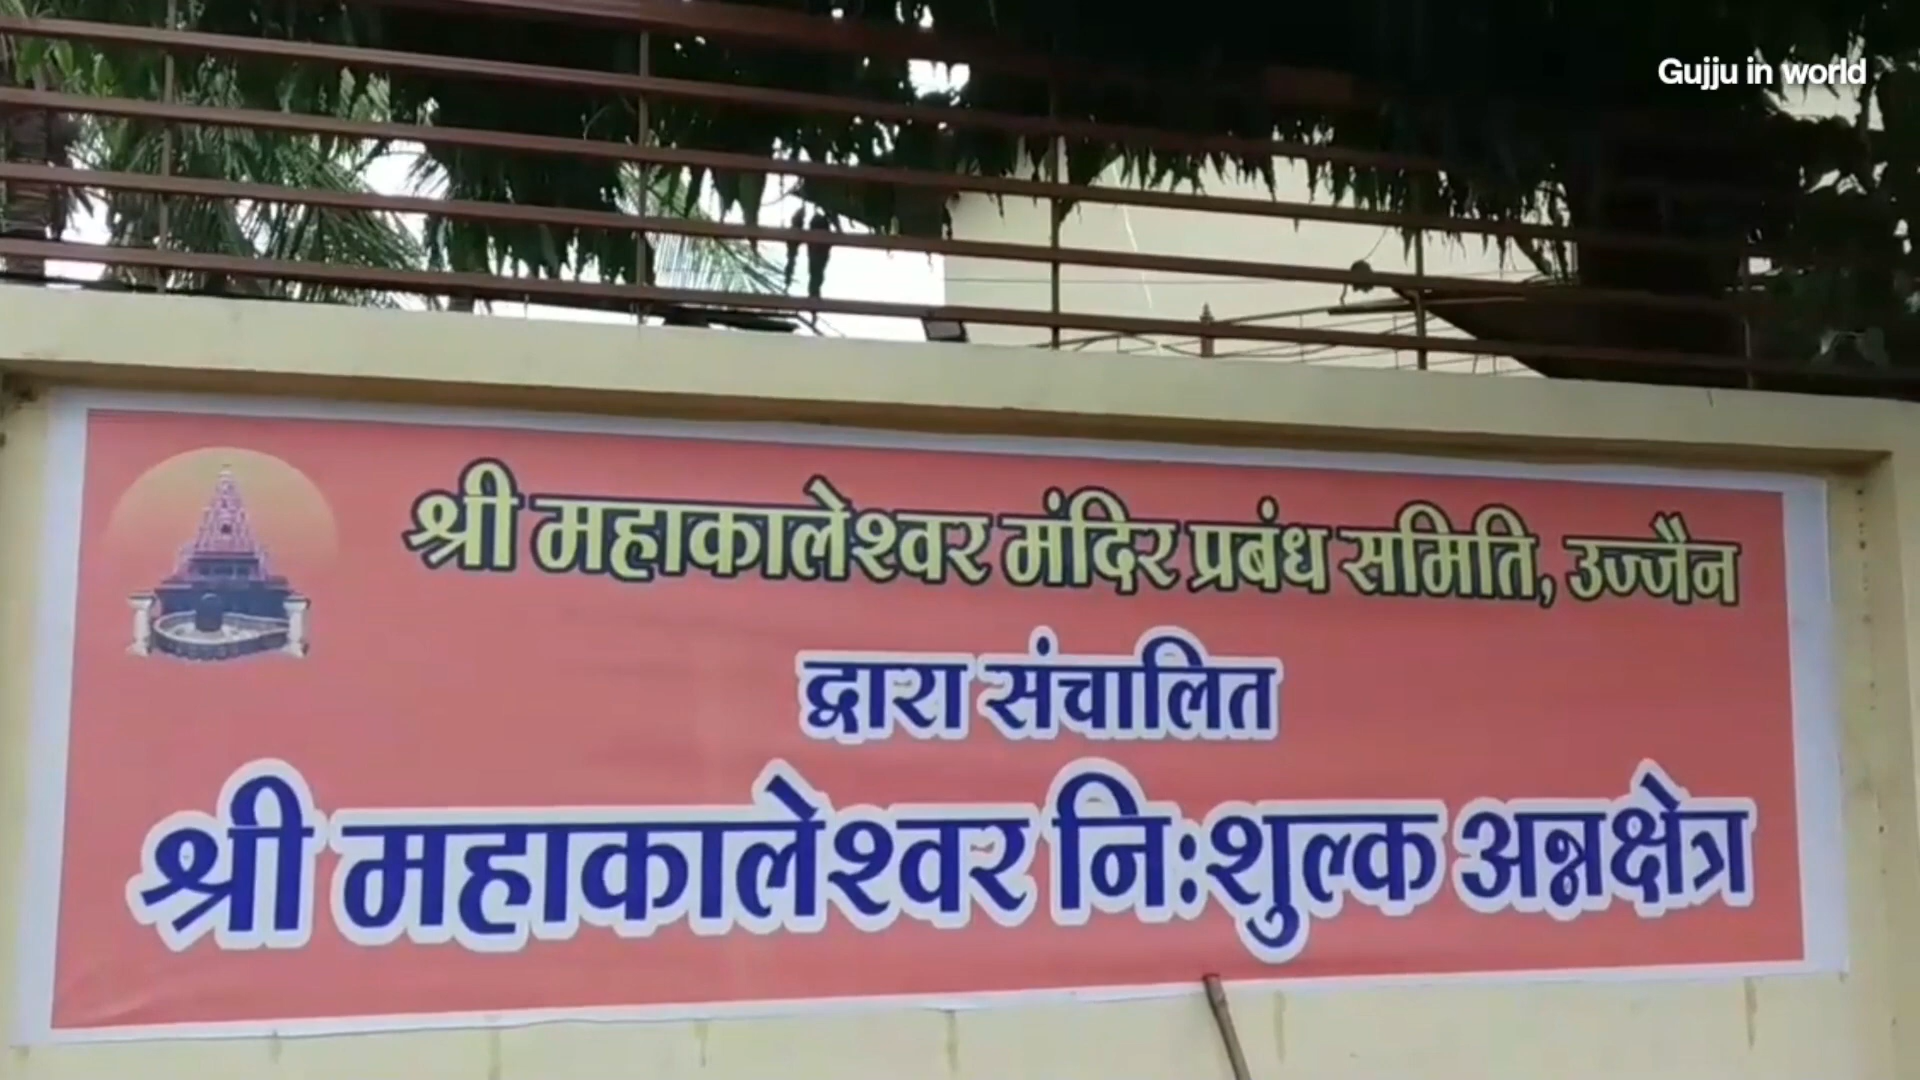 Gujju in world
श्री महाकालेश्वर मंदिर प्रबंध समिति, उज्जैन
द्वारा संचालित
श्री महाकालेश्वर निःशुल्क अन्नक्षेत्र